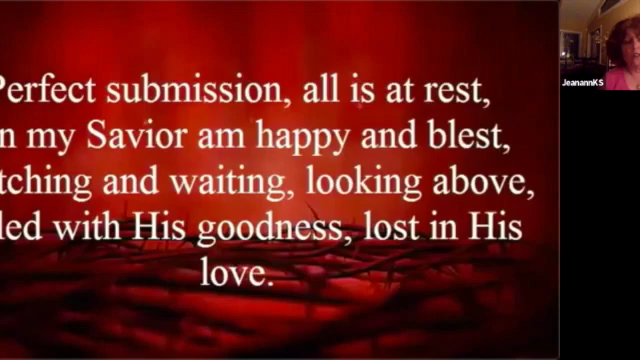 Perfect submission, all is at rest,
n my Savior am happy and blest,
tching and waiting, looking above,
led with His goodness, lost in His
love.
JeanannKS